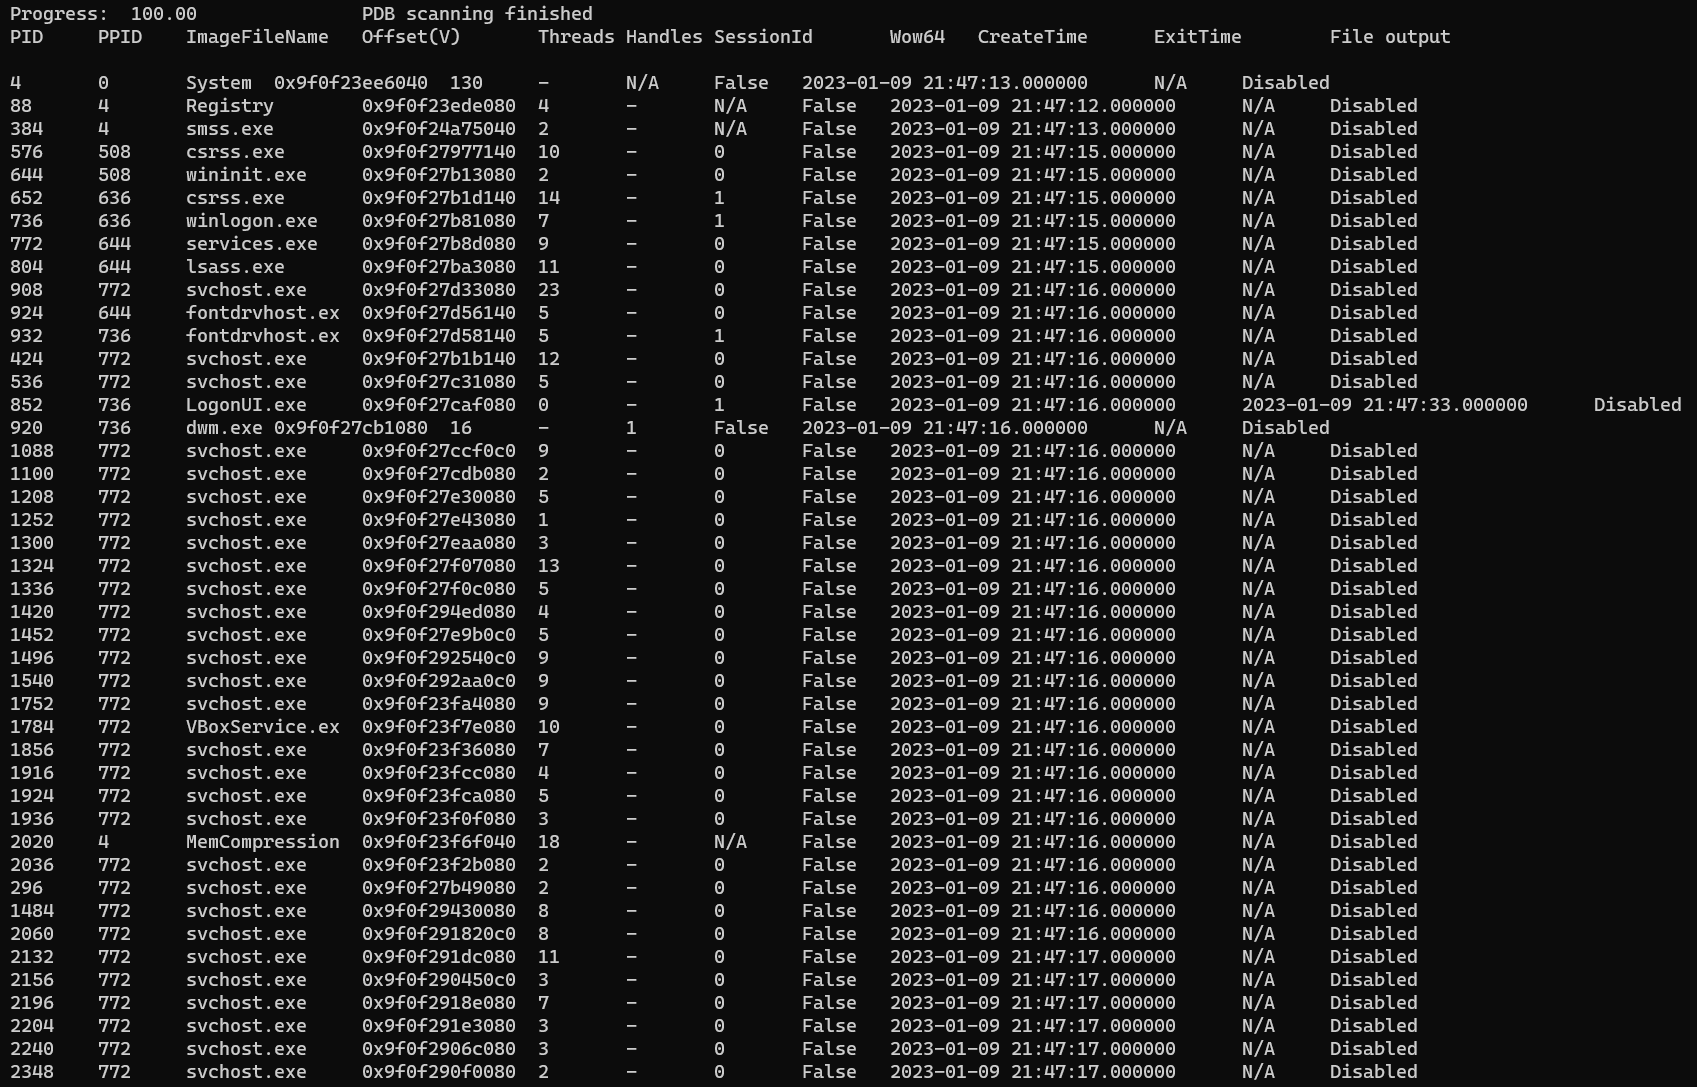 Progress:  100.00               PDB scanning finished
PID     PPID    ImageFileName   Offset(V)       Threads Handles SessionId       Wow64   CreateTime      ExitTime        File output
4       0       System  0x9f0f23ee6040  130     -       N/A     False   2023-01-09 21:47:13.000000      N/A     Disabled
88      4       Registry        0x9f0f23ede080  4       -       N/A     False   2023-01-09 21:47:12.000000      N/A     Disabled
384     4       smss.exe        0x9f0f24a75040  2       -       N/A     False   2023-01-09 21:47:13.000000      N/A     Disabled
576     508     csrss.exe       0x9f0f27977140  10      -       0       False   2023-01-09 21:47:15.000000      N/A     Disabled
644     508     wininit.exe     0x9f0f27b13080  2       -       0       False   2023-01-09 21:47:15.000000      N/A     Disabled
652     636     csrss.exe       0x9f0f27b1d140  14      -       1       False   2023-01-09 21:47:15.000000      N/A     Disabled
736     636     winlogon.exe    0x9f0f27b81080  7       -       1       False   2023-01-09 21:47:15.000000      N/A     Disabled
772     644     services.exe    0x9f0f27b8d080  9       -       0       False   2023-01-09 21:47:15.000000      N/A     Disabled
804     644     lsass.exe       0x9f0f27ba3080  11      -       0       False   2023-01-09 21:47:15.000000      N/A     Disabled
908     772     svchost.exe     0x9f0f27d33080  23      -       0       False   2023-01-09 21:47:16.000000      N/A     Disabled
924     644     fontdrvhost.ex  0x9f0f27d56140  5       -       0       False   2023-01-09 21:47:16.000000      N/A     Disabled
932     736     fontdrvhost.ex  0x9f0f27d58140  5       -       1       False   2023-01-09 21:47:16.000000      N/A     Disabled
424     772     svchost.exe     0x9f0f27b1b140  12      -       0       False   2023-01-09 21:47:16.000000      N/A     Disabled
536     772     svchost.exe     0x9f0f27c31080  5       -       0       False   2023-01-09 21:47:16.000000      N/A     Disabled
852     736     LogonUI.exe     0x9f0f27caf080  0       -       1       False   2023-01-09 21:47:16.000000      2023-01-09 21:47:33.000000      Disabled
920     736     dwm.exe 0x9f0f27cb1080  16      -       1       False   2023-01-09 21:47:16.000000      N/A     Disabled
1088    772     svchost.exe     0x9f0f27ccf0c0  9       -       0       False   2023-01-09 21:47:16.000000      N/A     Disabled
1100    772     svchost.exe     0x9f0f27cdb080  2       -       0       False   2023-01-09 21:47:16.000000      N/A     Disabled
1208    772     svchost.exe     0x9f0f27e30080  5       -       0       False   2023-01-09 21:47:16.000000      N/A     Disabled
1252    772     svchost.exe     0x9f0f27e43080  1       -       0       False   2023-01-09 21:47:16.000000      N/A     Disabled
1300    772     svchost.exe     0x9f0f27eaa080  3       -       0       False   2023-01-09 21:47:16.000000      N/A     Disabled
1324    772     svchost.exe     0x9f0f27f07080  13      -       0       False   2023-01-09 21:47:16.000000      N/A     Disabled
1336    772     svchost.exe     0x9f0f27f0c080  5       -       0       False   2023-01-09 21:47:16.000000      N/A     Disabled
1420    772     svchost.exe     0x9f0f294ed080  4       -       0       False   2023-01-09 21:47:16.000000      N/A     Disabled
1452    772     svchost.exe     0x9f0f27e9b0c0  5       -       0       False   2023-01-09 21:47:16.000000      N/A     Disabled
1496    772     svchost.exe     0x9f0f292540c0  9       -       0       False   2023-01-09 21:47:16.000000      N/A     Disabled
1540    772     svchost.exe     0x9f0f292aa0c0  9       -       0       False   2023-01-09 21:47:16.000000      N/A     Disabled
1752    772     svchost.exe     0x9f0f23fa4080  9       -       0       False   2023-01-09 21:47:16.000000      N/A     Disabled
1784    772     VBoxService.ex  0x9f0f23f7e080  10      -       0       False   2023-01-09 21:47:16.000000      N/A     Disabled
1856    772     svchost.exe     0x9f0f23f36080  7       -       0       False   2023-01-09 21:47:16.000000      N/A     Disabled
1916    772     svchost.exe     0x9f0f23fcc080  4       -       0       False   2023-01-09 21:47:16.000000      N/A     Disabled
1924    772     svchost.exe     0x9f0f23fca080  5       -       0       False   2023-01-09 21:47:16.000000      N/A     Disabled
1936    772     svchost.exe     0x9f0f23f0f080  3       -       0       False   2023-01-09 21:47:16.000000      N/A     Disabled
2020    4       MemCompression  0x9f0f23f6f040  18      -       N/A     False   2023-01-09 21:47:16.000000      N/A     Disabled
2036    772     svchost.exe     0x9f0f23f2b080  2       -       0       False   2023-01-09 21:47:16.000000      N/A     Disabled
296     772     svchost.exe     0x9f0f27b49080  2       -       0       False   2023-01-09 21:47:16.000000      N/A     Disabled
1484    772     svchost.exe     0x9f0f29430080  8       -       0       False   2023-01-09 21:47:16.000000      N/A     Disabled
2060    772     svchost.exe     0x9f0f291820c0  8       -       0       False   2023-01-09 21:47:16.000000      N/A     Disabled
2132    772     svchost.exe     0x9f0f291dc080  11      -       0       False   2023-01-09 21:47:17.000000      N/A     Disabled
2156    772     svchost.exe     0x9f0f290450c0  3       -       0       False   2023-01-09 21:47:17.000000      N/A     Disabled
2196    772     svchost.exe     0x9f0f2918e080  7       -       0       False   2023-01-09 21:47:17.000000      N/A     Disabled
2204    772     svchost.exe     0x9f0f291e3080  3       -       0       False   2023-01-09 21:47:17.000000      N/A     Disabled
2240    772     svchost.exe     0x9f0f2906c080  3       -       0       False   2023-01-09 21:47:17.000000      N/A     Disabled
2348    772     svchost.exe     0x9f0f290f0080  2       -       0       False   2023-01-09 21:47:17.000000      N/A     Disabled